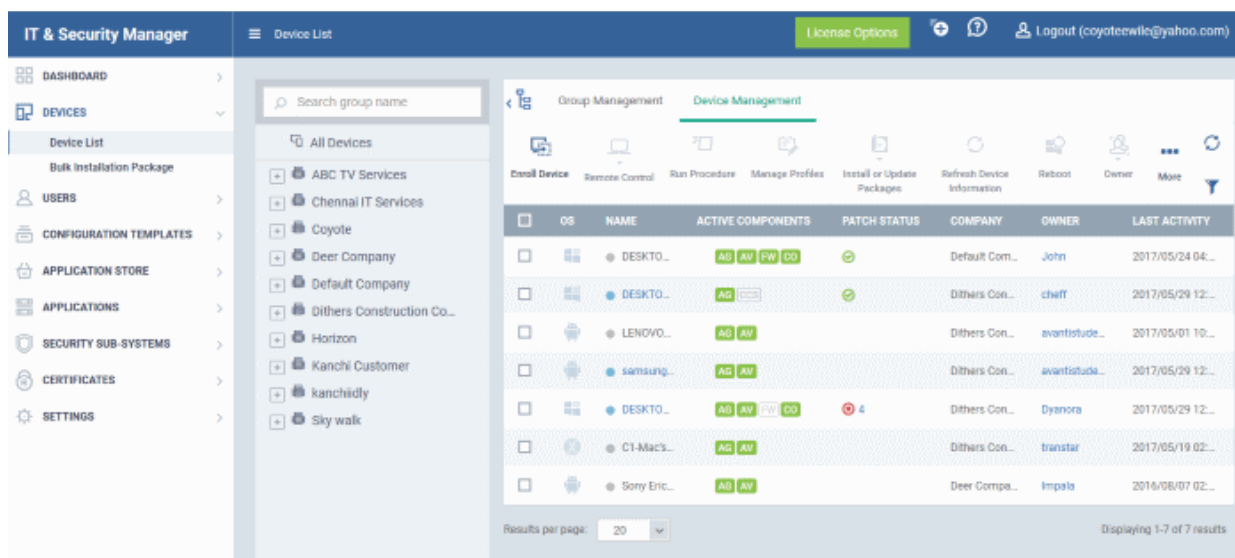 IT & Security Manager
Device List
License Options
Logout (coyoteewile@yahoo.com)
DASHBOARD
DEVICES
Device List
Bulk Installation Package
USERS
CONFIGURATION TEMPLATES
APPLICATION STORE
APPLICATIONS
SECURITY SUB-SYSTEMS
CERTIFICATES
SETTINGS
Search group name
All Devices
ABC TV Services
Chennai IT Services
Coyote
Deer Company
Default Company
Dithers Construction Co...
Horizon
Kanchi Customer
kanchiidly
Sky walk
Group Management Device Management
Enroll Device Remote Control Run Procedure Manage Profiles Install or Update Packages Refresh Device Information Reboot Owner More
OS NAME ACTIVE COMPONENTS PATCH STATUS COMPANY OWNER LAST ACTIVITY
DESKTO... AG AV FW CO Default Com... John 2017/05/24 04:...
DESKTO... AG CCS Dithers Con... cheff 2017/05/29 12:...
LENOVO... AG AV Dithers Con... avantistude... 2017/05/01 10:...
samsung... AG AV Dithers Con... avantistude... 2017/05/29 12:...
DESKTO... AG AV FW CO 4 Dithers Con... Dyanora 2017/05/29 12:...
C1-Mac's... AG AV Dithers Con... transtar 2017/05/19 02:...
Sony Eric... AG AV Deer Compa... Impala 2016/08/07 02:...
Results per page: 20 Displaying 1-7 of 7 results